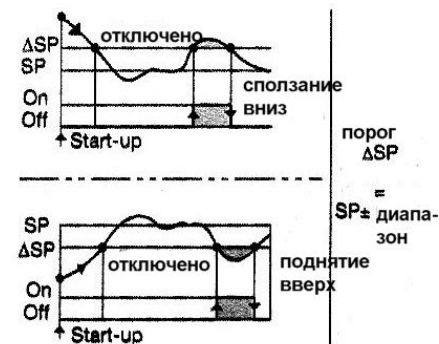 отключено
ΔSP
SP
сползание
вниз
On
Off
Start-up
порог
ΔSP
=
SP± диапа-
зон
SP
ΔSP
отключено
поднятие
вверх
On
Off
Start-up